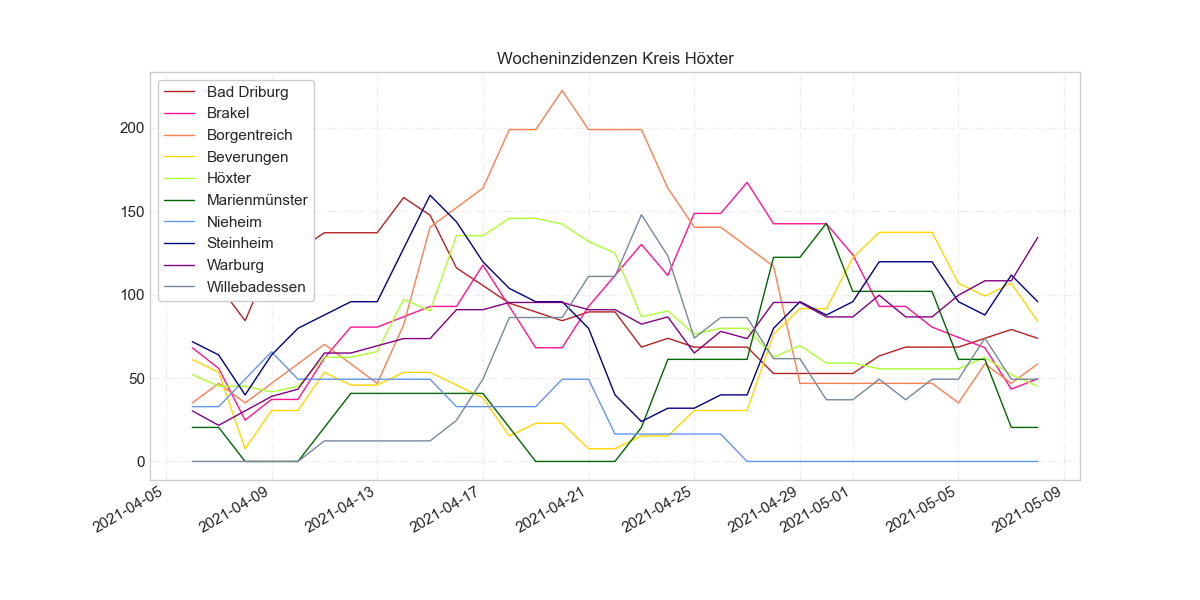 Wocheninzidenzen Kreis Höxter
Bad Driburg
Brakel
Borgentreich
Beverungen
Höxter
Marienmünster
Nieheim
Steinheim
Warburg
Willebadessen
200
150
100
50
0
2021-04-05
2021-04-09
2021-04-13
2021-04-17
2021-04-21
2021-04-25
2021-04-29
2021-05-01
2021-05-05
2021-05-09